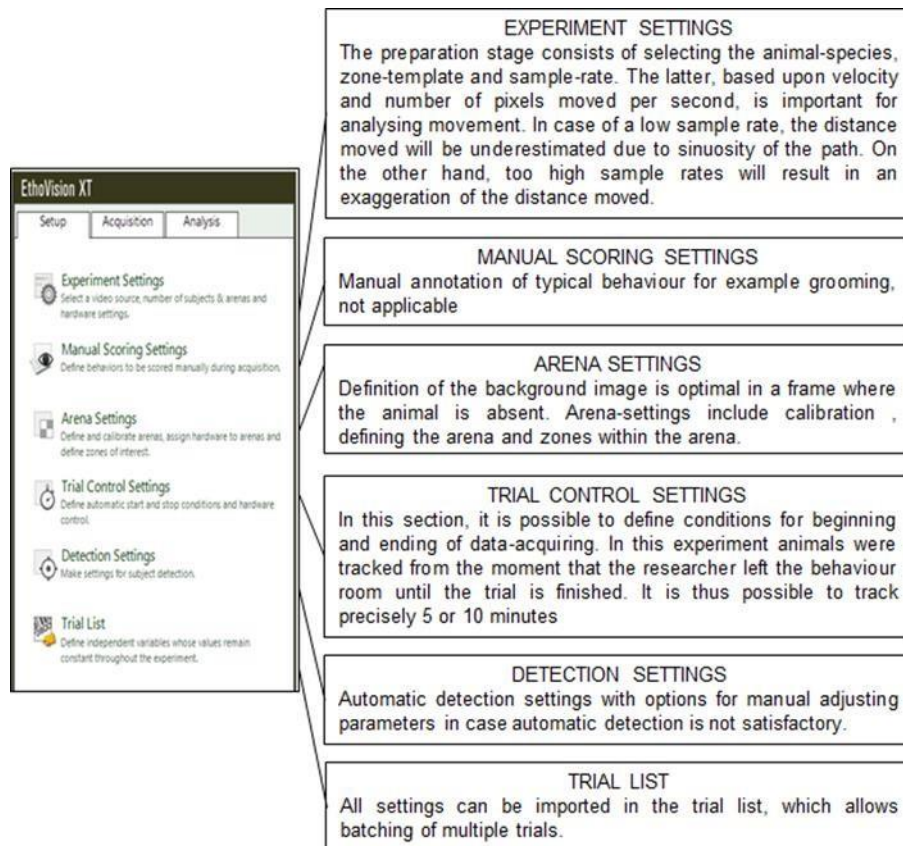 EthoVision XT
Setup
Acquisition
Analysis
Experiment Settings
Select a video source, number of subjects & arenas and
hardware settings.
Manual Scoring Settings
Define behaviors to be scored manually during acquisition.
Arena Settings
Define and calibrate arenas, assign hardware to arenas and
define zones of interest.
Trial Control Settings
Define automatic start and stop conditions and hardware
control.
Detection Settings
Make settings for subject detection.
Trial List
Define independent variables whose values remain
constant throughout the experiment.
EXPERIMENT SETTINGS
The preparation stage consists of selecting the animal-species,
zone-template and sample-rate. The latter, based upon velocity
and number of pixels moved per second, is important for
analysing movement. In case of a low sample rate, the distance
moved will be underestimated due to sinuosity of the path. On
the other hand, too high sample rates will result in an
exaggeration of the distance moved.
MANUAL SCORING SETTINGS
Manual annotation of typical behaviour for example grooming,
not applicable
ARENA SETTINGS
Definition of the background image is optimal in a frame where
the animal is absent. Arena-settings include calibration ,
defining the arena and zones within the arena.
TRIAL CONTROL SETTINGS
In this section, it is possible to define conditions for beginning
and ending of data-acquiring. In this experiment animals were
tracked from the moment that the researcher left the behaviour
room until the trial is finished. It is thus possible to track
precisely 5 or 10 minutes
DETECTION SETTINGS
Automatic detection settings with options for manual adjusting
parameters in case automatic detection is not satisfactory.
TRIAL LIST
All settings can be imported in the trial list, which allows
batching of multiple trials.